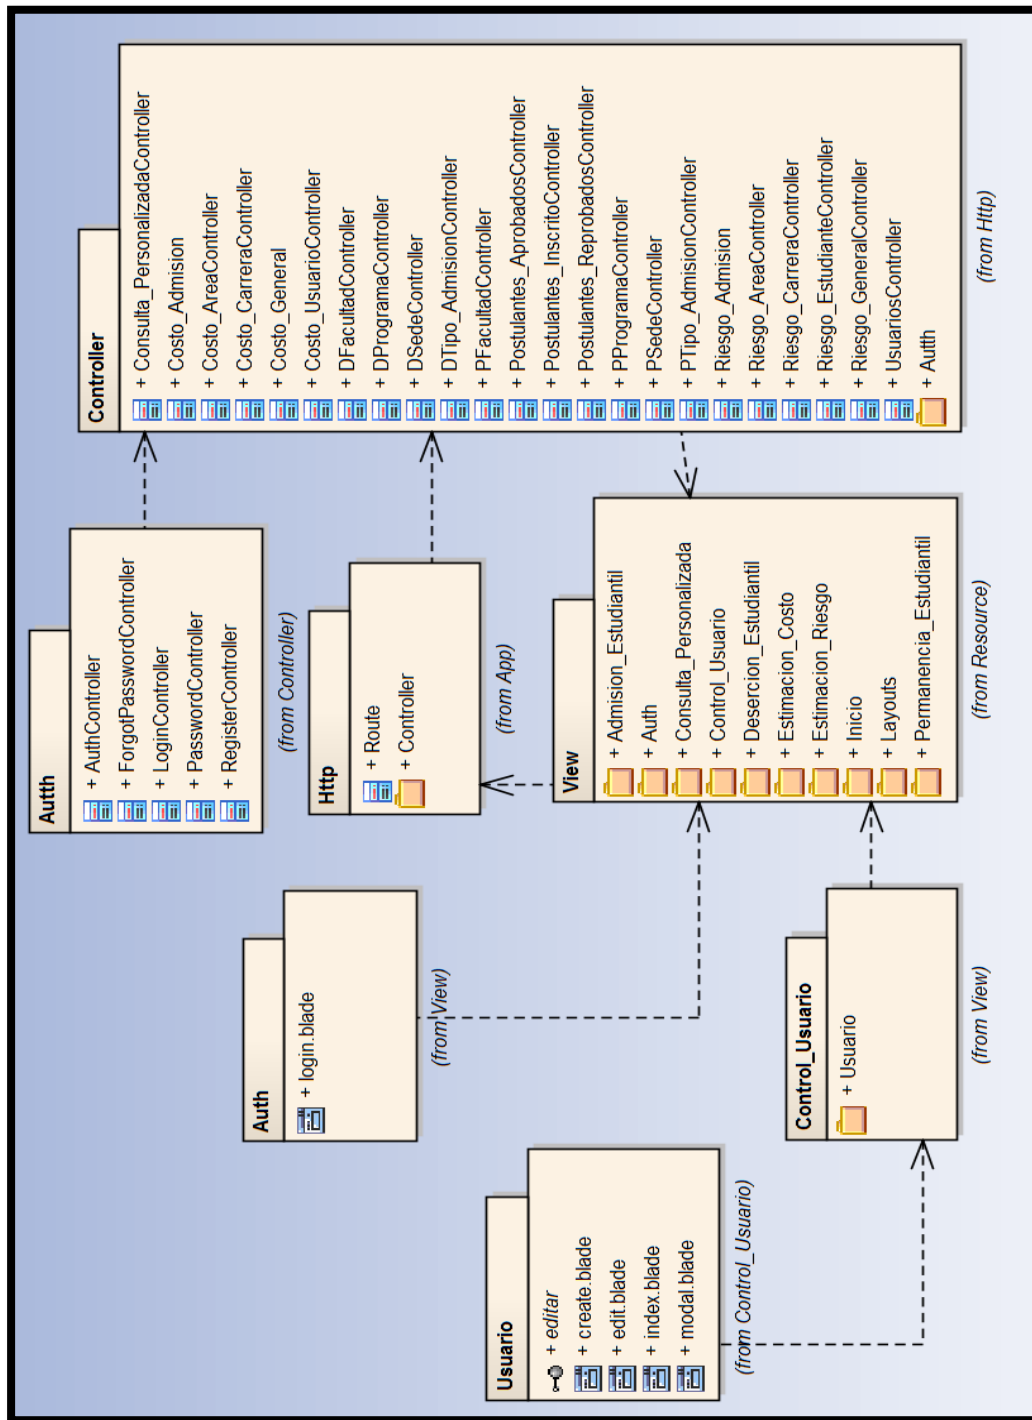 Usuario
+ editar
+ create.blade
+ edit.blade
+ index.blade
+ modal.blade
(from Control_Usuario)
Auth
+ login.blade
(from View)
Control_Usuario
+ Usuario
(from View)
Autth
+ AuthController
+ ForgotPasswordController
+ LoginController
+ PasswordController
+ RegisterController
(from Controller)
Http
+ Route
+ Controller
(from App)
View
+ Admision_Estudiantil
+ Auth
+ Consulta_Personalizada
+ Control_Usuario
+ Desercion_Estudiantil
+ Estimacion_Costo
+ Estimacion_Riesgo
+ Inicio
+ Layouts
+ Permanencia_Estudiantil
(from Resource)
Controller
+ Consulta_PersonalizadaController
+ Costo_Admision
+ Costo_AreaController
+ Costo_CarreraController
+ Costo_General
+ Costo_UsuarioController
+ DFacultadController
+ DProgramaController
+ DSedeController
+ DTipo_AdmisionController
+ PFacultadController
+ Postulantes_AprobadosController
+ Postulantes_InscritoController
+ Postulantes_ReprobadosController
+ PProgramaController
+ PSedeController
+ PTipo_AdmisionController
+ Riesgo_Admision
+ Riesgo_AreaController
+ Riesgo_CarreraController
+ Riesgo_EstudianteController
+ Riesgo_GeneralController
+ UsuariosController
+ Autth
(from Http)